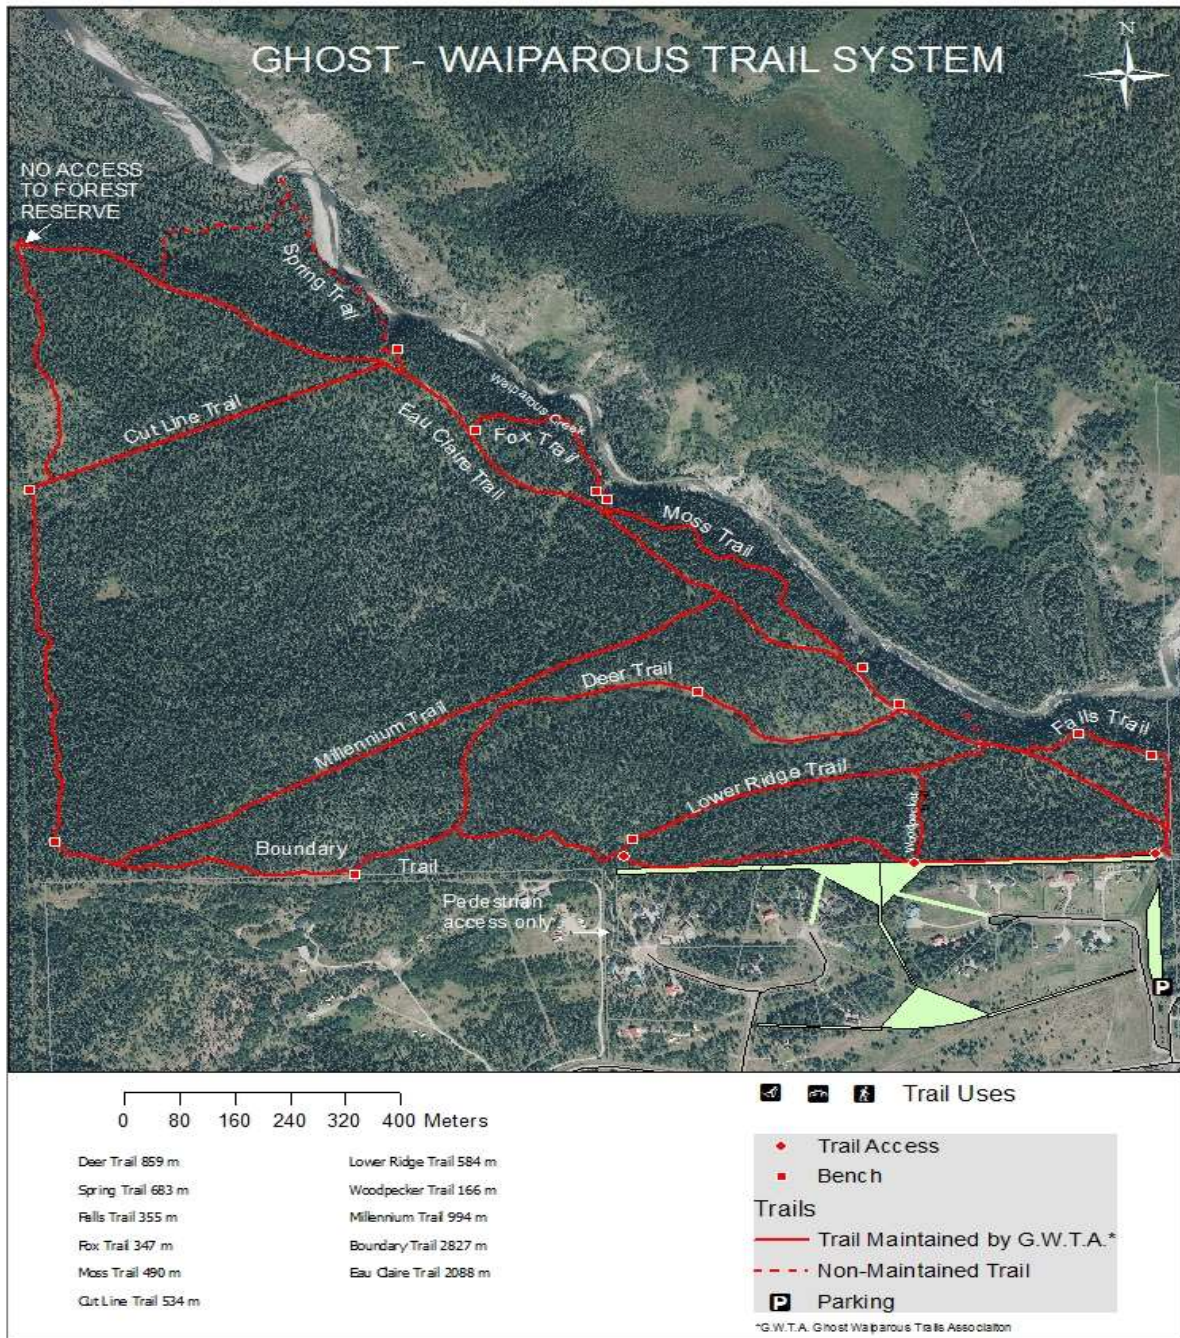 GHOST - WAIPAROUS TRAIL SYSTEM
N
NO ACCESS
TO FOREST
RESERVE
Spring Trail
Cut Line Trail
Eau Claire Trail
Waiparous Creek
Fox Trail
Moss Trail
Deer Trail
Millennium Trail
Falls Trail
Lower Ridge Trail
Woodpecker
Boundary
Trail
Pedestrian
access only
P
0 80 160 240 320 400 Meters
Trail Uses
Deer Trail 859 m
Spring Trail 683 m
Falls Trail 355 m
Fox Trail 347 m
Moss Trail 490 m
Cut Line Trail 534 m
Lower Ridge Trail 584 m
Woodpecker Trail 166 m
Millennium Trail 994 m
Boundary Trail 2827 m
Eau Claire Trail 2088 m
Trail Access
Bench
Trails
Trail Maintained by G.W.T.A.*
Non-Maintained Trail
P Parking
*G.W.T.A. Ghost Waiparous Trails Associaiton